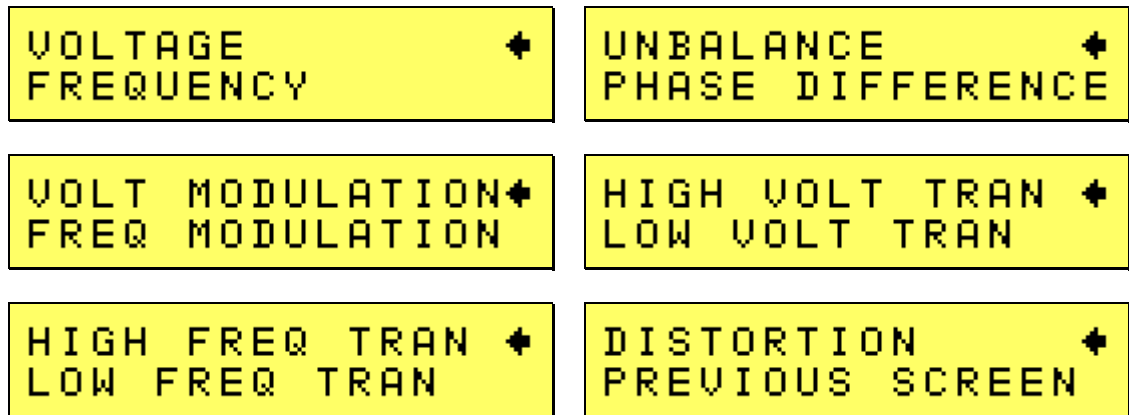 VOLTAGE
FREQUENCY
UNBALANCE
PHASE DIFFERENCE
VOLT MODULATION
FREQ MODULATION
HIGH VOLT TRAN
LOW VOLT TRAN
HIGH FREQ TRAN
LOW FREQ TRAN
DISTORTION
PREVIOUS SCREEN